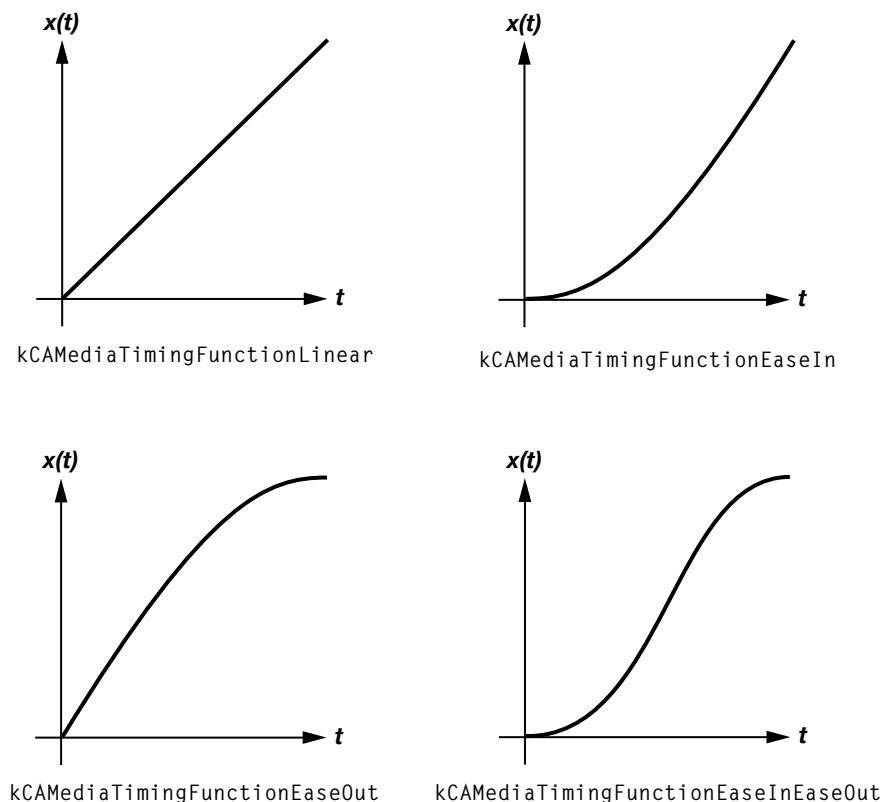 x(t)
t
kCAMediaTimingFunctionLinear
x(t)
t
kCAMediaTimingFunctionEaseIn
x(t)
t
kCAMediaTimingFunctionEaseOut
x(t)
t
kCAMediaTimingFunctionEaseInEaseOut